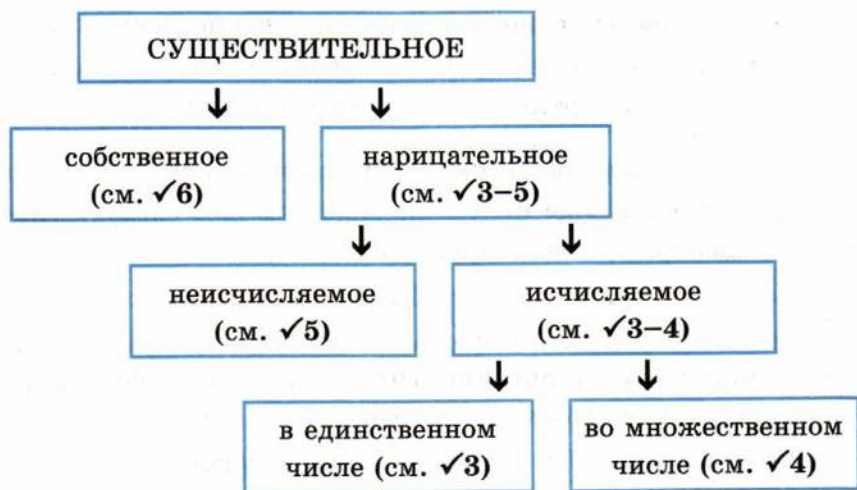 СУЩЕСТВИТЕЛЬНОЕ
собственное
(см. ✓6)
нарицательное
(см. ✓3–5)
неисчисляемое
(см. ✓5)
исчисляемое
(см. ✓3–4)
в единственном
числе (см. ✓3)
во множественном
числе (см. ✓4)